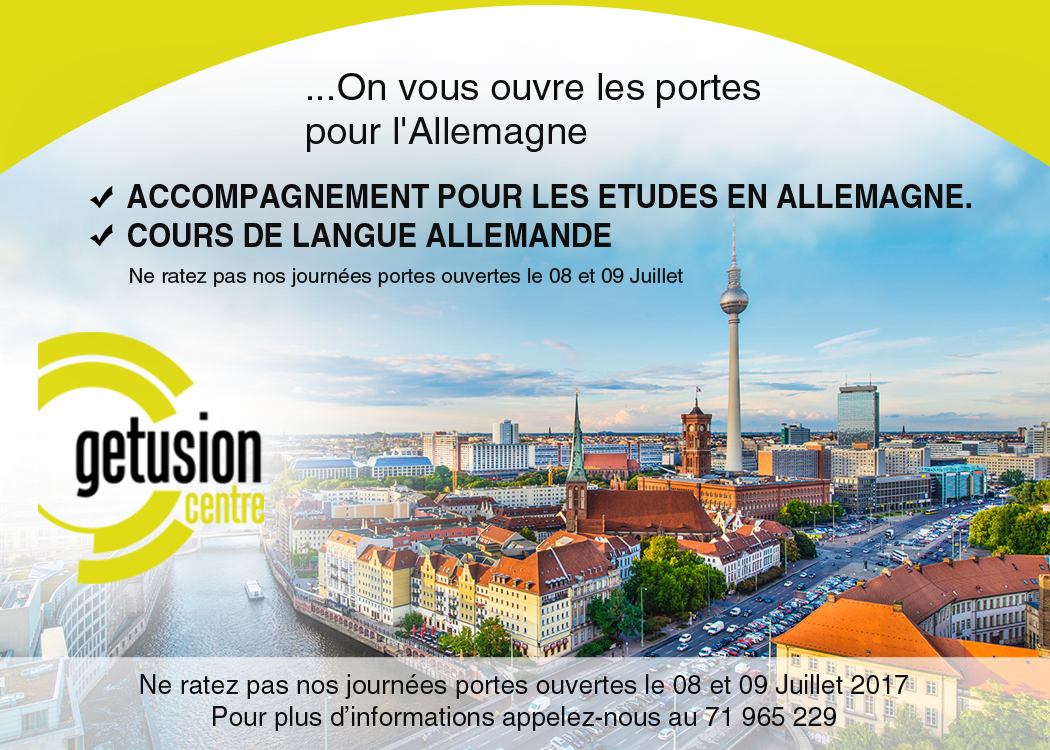 ...On vous ouvre les portes
pour l'Allemagne
ACCOMPAGNEMENT POUR LES ETUDES EN ALLEMAGNE.
COURS DE LANGUE ALLEMANDE
Ne ratez pas nos journées portes ouvertes le 08 et 09 Juillet
getusion
centre
Ne ratez pas nos journées portes ouvertes le 08 et 09 Juillet 2017
Pour plus d’informations appelez-nous au 71 965 229